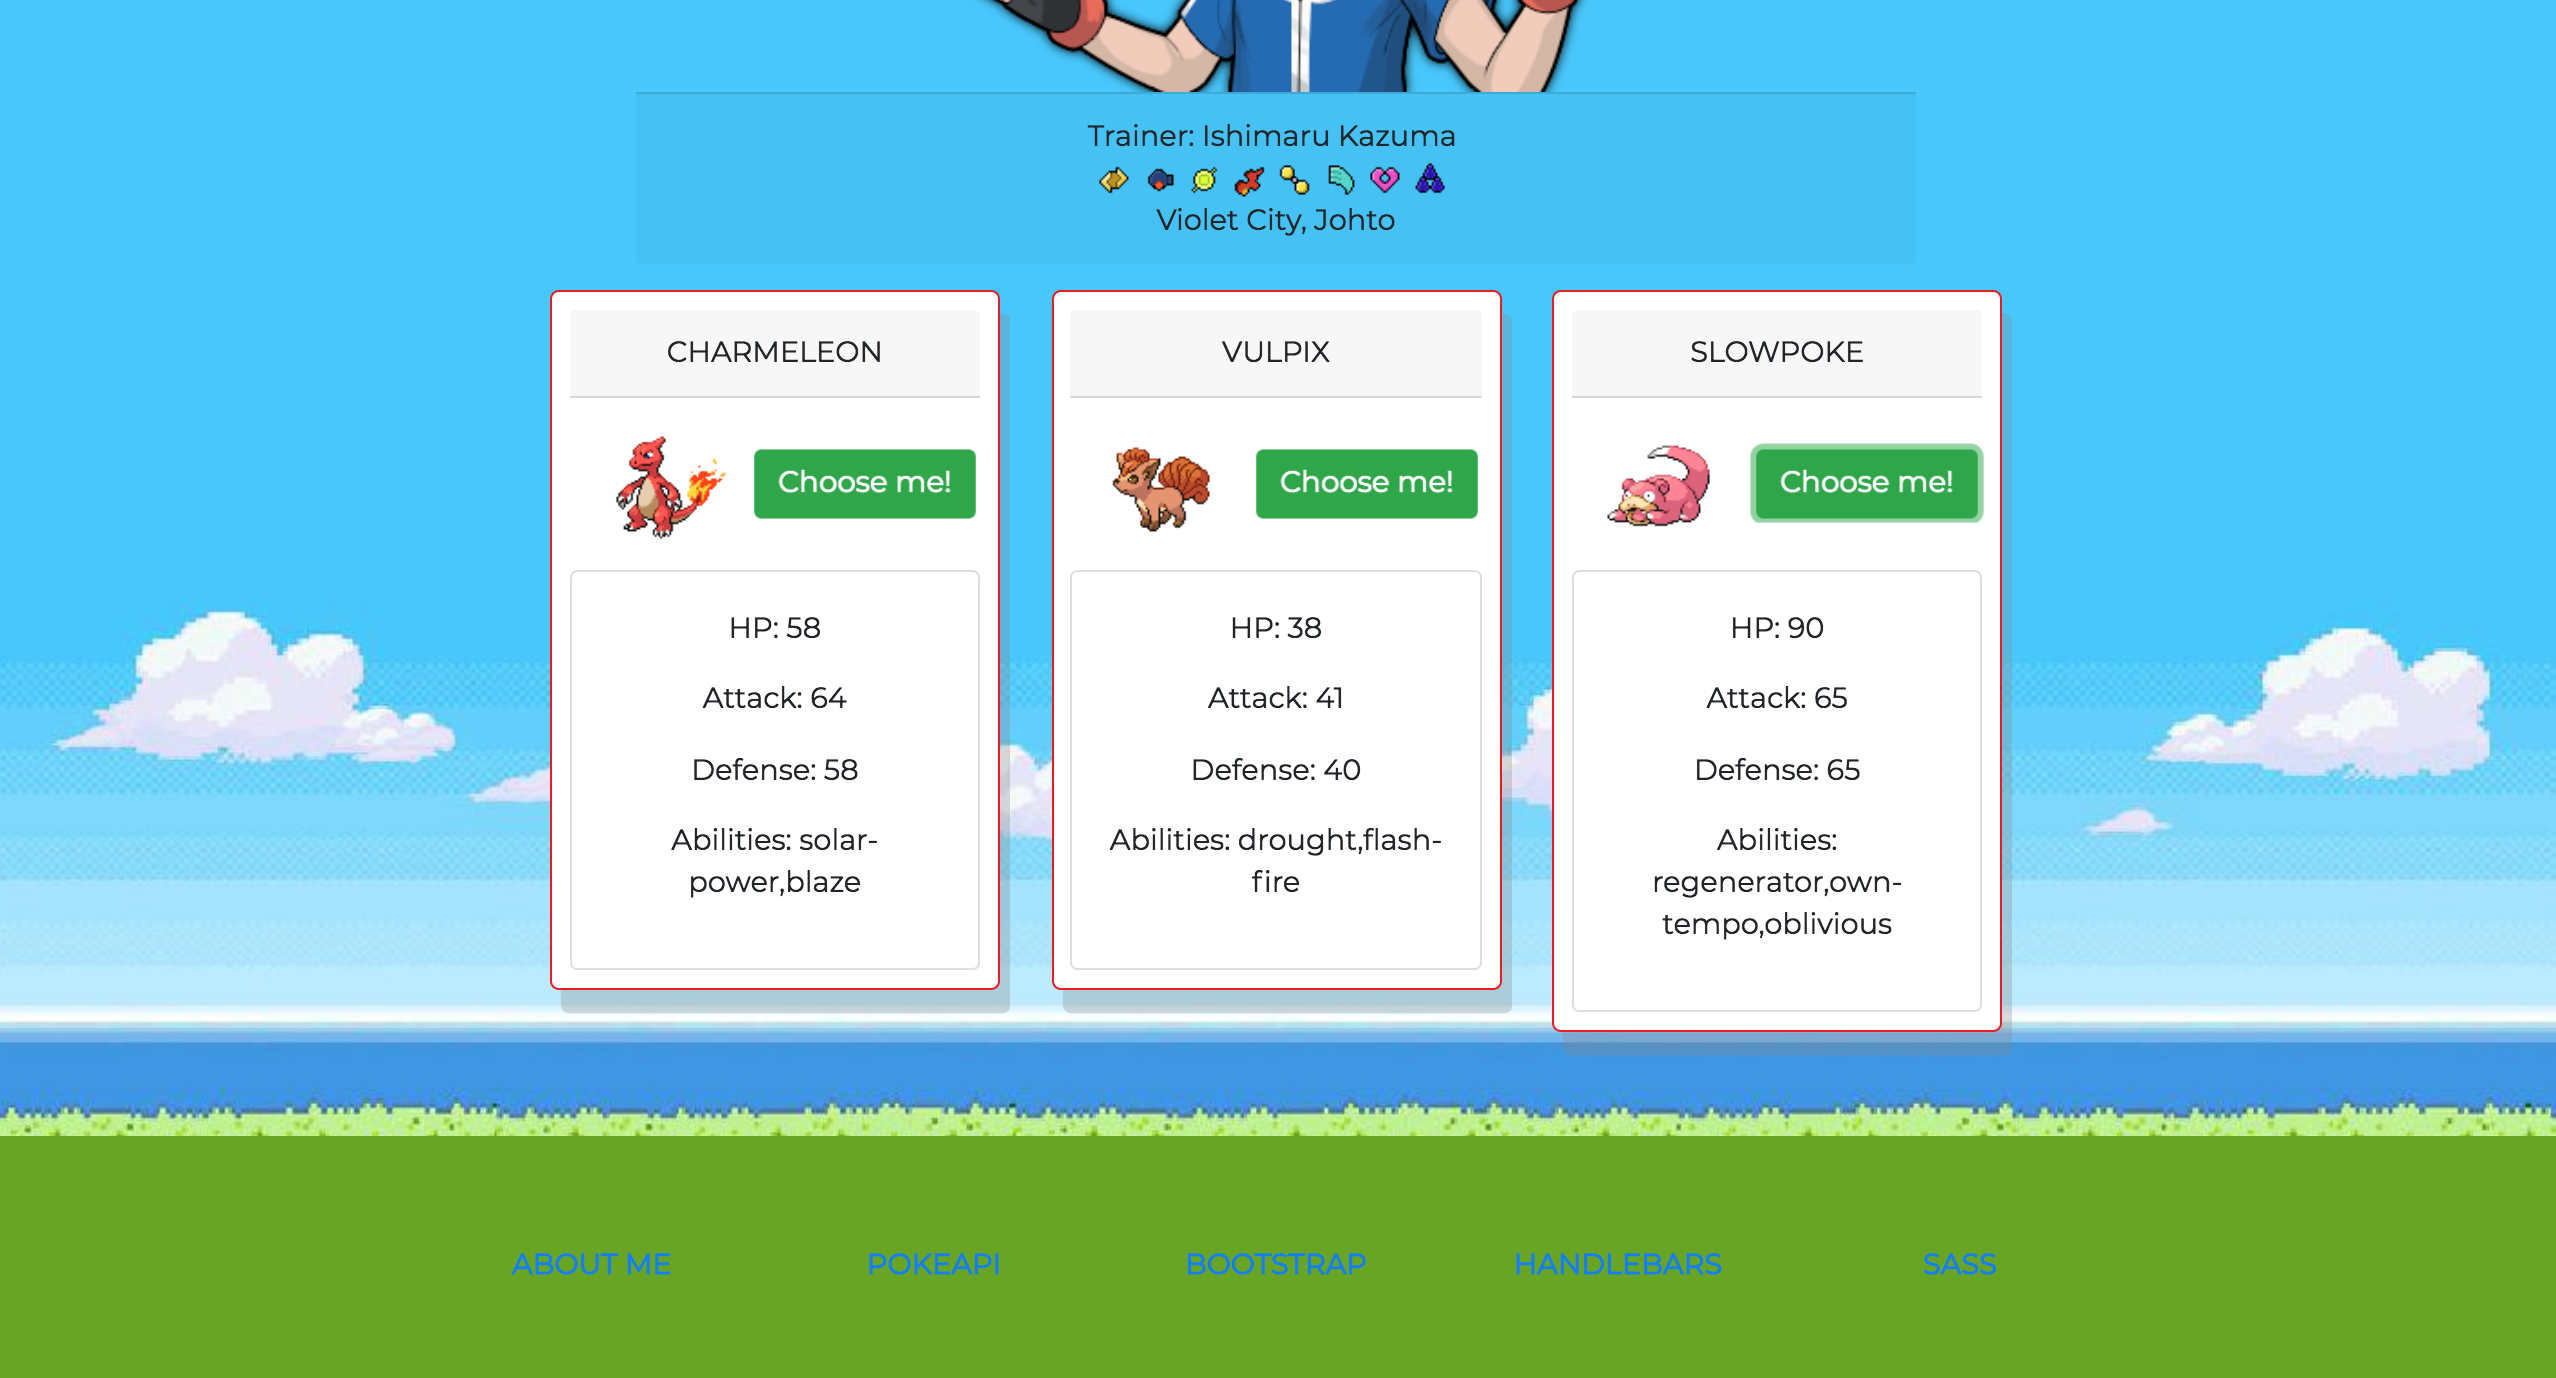 Trainer: Ishimaru Kazuma
Violet City, Johto
CHARMELEON
Choose me!
HP: 58
Attack: 64
Defense: 58
Abilities: solar-
power,blaze
VULPIX
Choose me!
HP: 38
Attack: 41
Defense: 40
Abilities: drought,flash-
fire
SLOWPOKE
Choose me!
HP: 90
Attack: 65
Defense: 65
Abilities:
regenerator,own-
tempo,oblivious
ABOUT ME
POKEAPI
BOOTSTRAP
HANDLEBARS
SASS